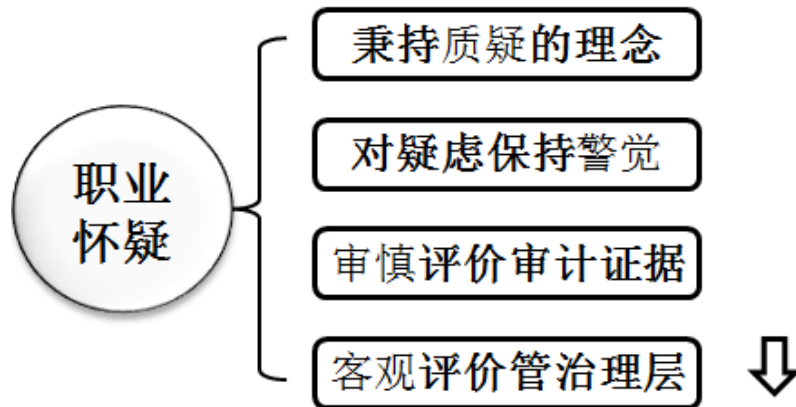 职业
怀疑
秉持质疑的理念
对疑虑保持警觉
审慎评价审计证据
客观评价管治理层